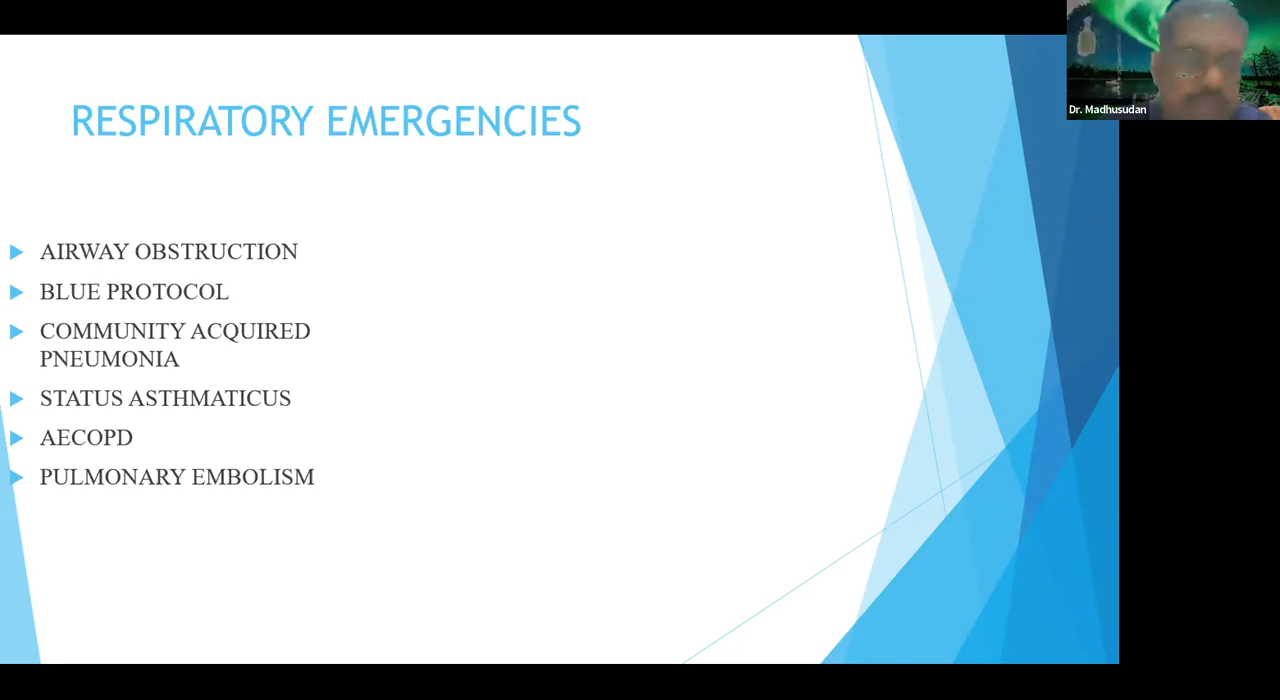 RESPIRATORY EMERGENCIES
AIRWAY OBSTRUCTION
BLUE PROTOCOL
COMMUNITY ACQUIRED
PNEUMONIA
STATUS ASTHMATICUS
AECOPD
PULMONARY EMBOLISM
Dr. Madhusudan